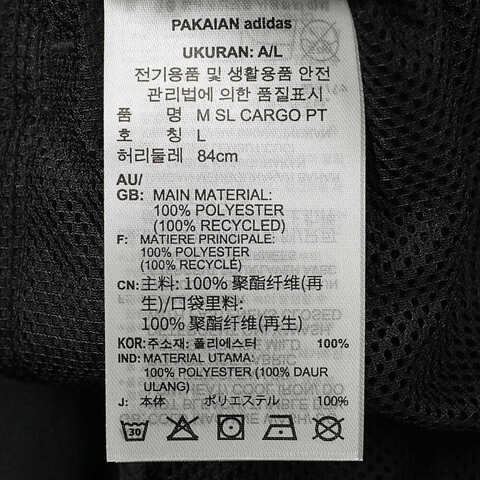 PAKAIAN adidas
UKURAN: A/L
전기용품 및 생활용품 안전
관리법에 의한 품질표시
품 명 M SL CARGO PT
호 칭 L
허리둘레 84cm
AU/
GB: MAIN MATERIAL:
100% POLYESTER
(100% RECYCLED)
F: MATIERE PRINCIPALE:
100% POLYESTER
(100% RECYCLÉ)
CN: 主料: 100% 聚酯纤维(再
生)/口袋里料:
100% 聚酯纤维(再生)
KOR: 주소재: 폴리에스터 100%
IND: MATERIAL UTAMA:
100% POLYESTER (100% DAUR
ULANG)
J: 本体 ポリエステル 100%
30